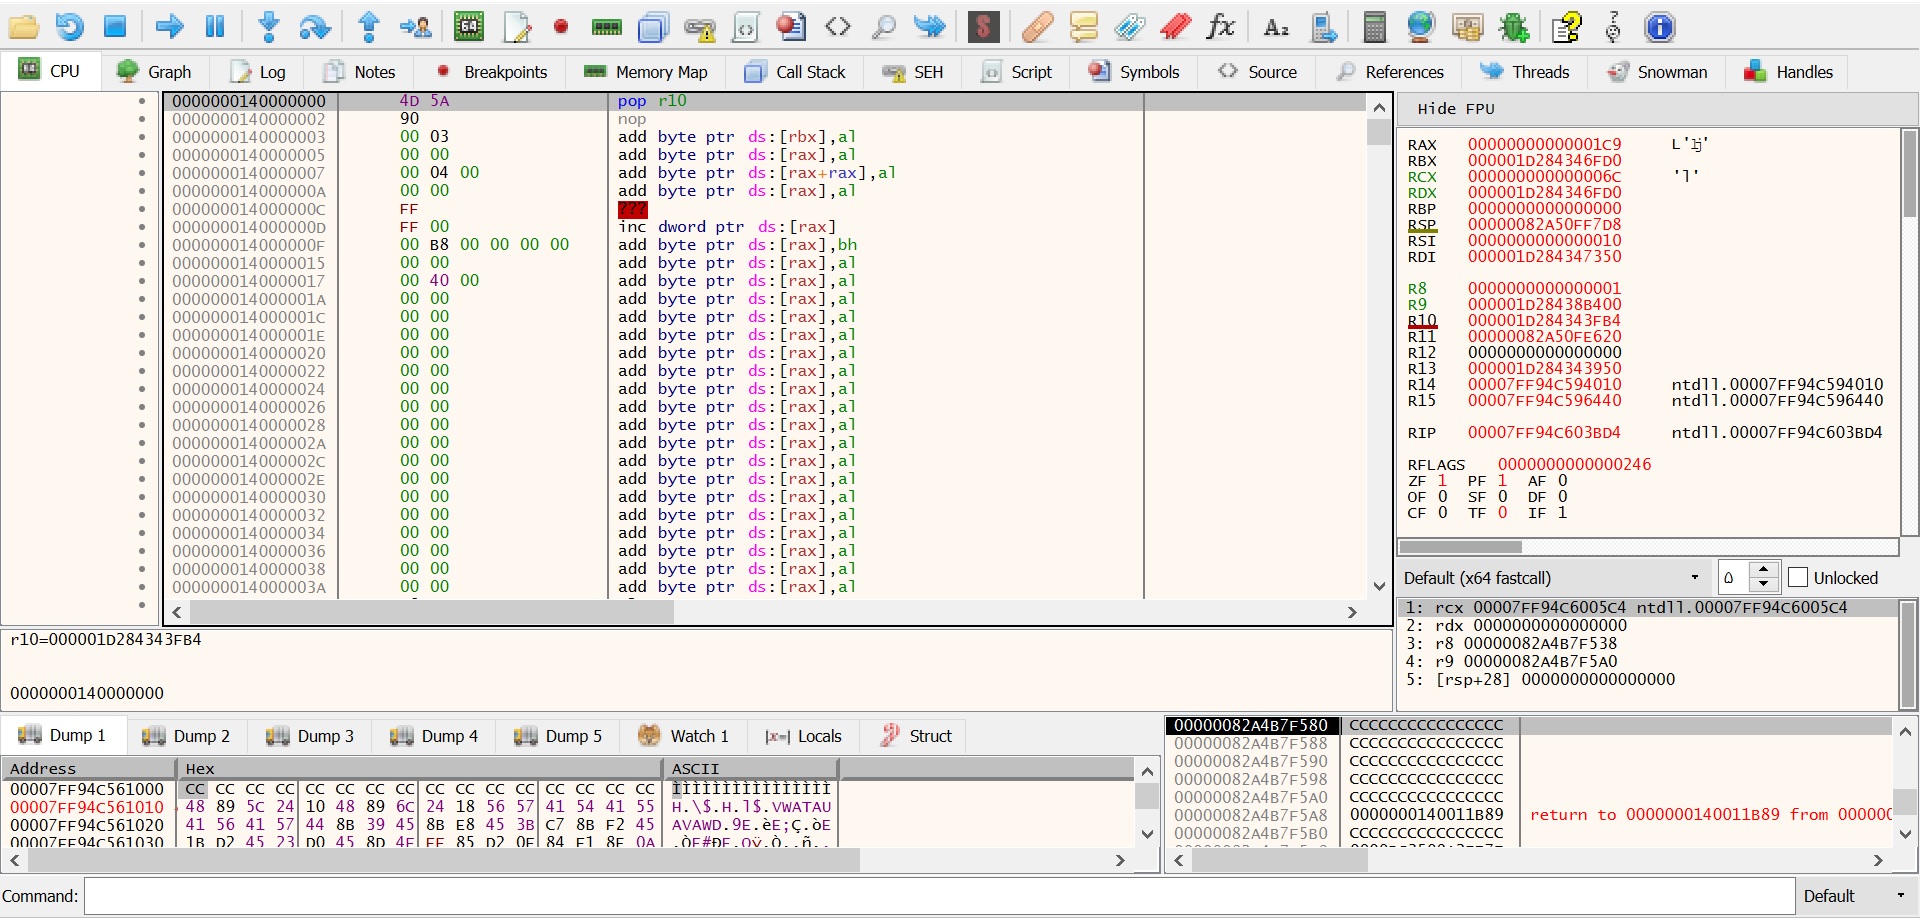 CPU Graph Log Notes Breakpoints Memory Map Call Stack SEH Script Symbols Source References Threads Snowman Handles
0000000140000000 4D 5A pop r10
0000000140000002 90 nop
0000000140000003 00 03 add byte ptr ds:[rbx],al
0000000140000005 00 00 add byte ptr ds:[rax],al
0000000140000007 00 04 00 add byte ptr ds:[rax+rax],al
000000014000000A 00 00 add byte ptr ds:[rax],al
000000014000000C FF ???
000000014000000D FF 00 inc dword ptr ds:[rax]
000000014000000F 00 B8 00 00 00 00 add byte ptr ds:[rax],bh
0000000140000015 00 00 add byte ptr ds:[rax],al
0000000140000017 00 40 00 add byte ptr ds:[rax],al
000000014000001A 00 00 add byte ptr ds:[rax],al
000000014000001C 00 00 add byte ptr ds:[rax],al
000000014000001E 00 00 add byte ptr ds:[rax],al
0000000140000020 00 00 add byte ptr ds:[rax],al
0000000140000022 00 00 add byte ptr ds:[rax],al
0000000140000024 00 00 add byte ptr ds:[rax],al
0000000140000026 00 00 add byte ptr ds:[rax],al
0000000140000028 00 00 add byte ptr ds:[rax],al
000000014000002A 00 00 add byte ptr ds:[rax],al
000000014000002C 00 00 add byte ptr ds:[rax],al
000000014000002E 00 00 add byte ptr ds:[rax],al
0000000140000030 00 00 add byte ptr ds:[rax],al
0000000140000032 00 00 add byte ptr ds:[rax],al
0000000140000034 00 00 add byte ptr ds:[rax],al
0000000140000036 00 00 add byte ptr ds:[rax],al
0000000140000038 00 00 add byte ptr ds:[rax],al
000000014000003A 00 00 add byte ptr ds:[rax],al
Hide FPU
RAX 00000000000001C9
RBX 000001D284346FD0
RCX 000000000000006C 'l'
RDX 000001D284346FD0
RBP 0000000000000000
RSP 00000082A50FF7D8
RSI 0000000000000010
RDI 000001D284347350
R8 0000000000000001
R9 000001D28438B400
R10 000001D284343FB4
R11 00000082A50FE620
R12 0000000000000000
R13 000001D284343950
R14 00007FF94C594010 ntdll.00007FF94C594010
R15 00007FF94C596440 ntdll.00007FF94C596440
RIP 00007FF94C603BD4 ntdll.00007FF94C603BD4
RFLAGS 0000000000000246
ZF 1 PF 1 AF 0
OF 0 SF 0 DF 0
CF 0 TF 0 IF 1
Default (x64 fastcall) Unlocked
1: rcx 00007FF94C6005C4 ntdll.00007FF94C6005C4
2: rdx 0000000000000000
3: r8 00000082A4B7F538
4: r9 00000082A4B7F5A0
5: [rsp+28] 0000000000000000
r10=000001D284343FB4
0000000140000000
Dump 1 Dump 2 Dump 3 Dump 4 Dump 5 Watch 1 Locals Struct
Address Hex ASCII
00007FF94C561000 CC CC CC CC CC CC CC CC CC CC CC CC CC CC CC CC ÌÌÌÌÌÌÌÌÌÌÌÌÌÌÌÌ
00007FF94C561010 48 89 5C 24 10 48 89 6C 24 18 56 57 41 54 41 55 H.\$.H.l$.VWATAU
00007FF94C561020 41 56 41 57 44 8B 39 45 8B E8 45 3B C7 8B F2 45 AVAWD.9E.èE;Ç.òE
00007FF94C561030 1B D2 45 23 D0 45 8D 4F FF 85 D2 0F 84 F1 8F 0A
00000082A4B7F580 CCCCCCCCCCCCCCCC
00000082A4B7F588 CCCCCCCCCCCCCCCC
00000082A4B7F590 CCCCCCCCCCCCCCCC
00000082A4B7F598 CCCCCCCCCCCCCCCC
00000082A4B7F5A0 CCCCCCCCCCCCCCCC
00000082A4B7F5A8 0000000140011B89 return to 0000000140011B89 from 000000
00000082A4B7F5B0 CCCCCCCCCCCCCCCC
Command: Default